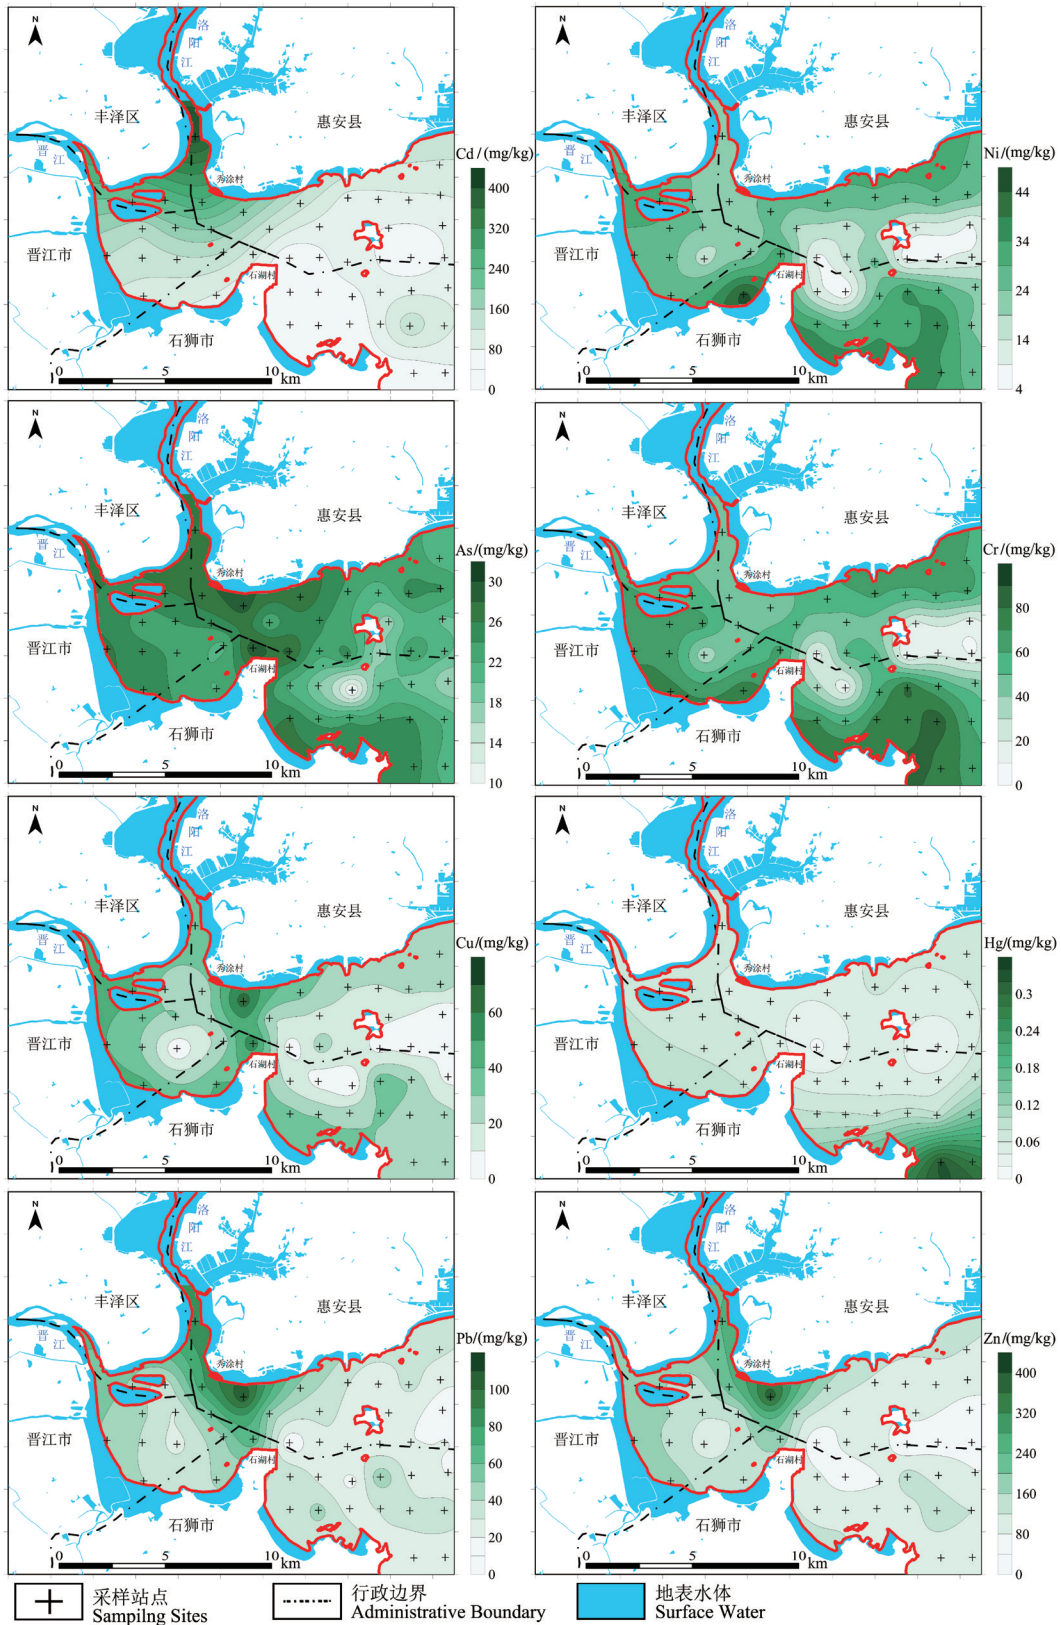 N
洛
阳
江
丰泽区
惠安县
晋
江
秀涂村
晋江市
石湖村
石狮市
0 5 10
km
Cd/(mg/kg)
400
320
240
160
80
0
N
洛
阳
江
丰泽区
惠安县
晋
江
秀涂村
晋江市
石湖村
石狮市
0 5 10
km
Ni/(mg/kg)
44
34
24
14
4
N
洛
阳
江
丰泽区
惠安县
晋
江
秀涂村
晋江市
石湖村
石狮市
0 5 10
km
As/(mg/kg)
30
26
22
18
14
10
N
洛
阳
江
丰泽区
惠安县
晋
江
秀涂村
晋江市
石湖村
石狮市
0 5 10
km
Cr/(mg/kg)
80
60
40
20
0
N
洛
阳
江
丰泽区
惠安县
晋
江
秀涂村
晋江市
石湖村
石狮市
0 5 10
km
Cu/(mg/kg)
60
40
20
0
N
洛
阳
江
丰泽区
惠安县
晋
江
秀涂村
晋江市
石湖村
石狮市
0 5 10
km
Hg/(mg/kg)
0.3
0.24
0.18
0.12
0.06
0
N
洛
阳
江
丰泽区
惠安县
晋
江
秀涂村
晋江市
石湖村
石狮市
0 5 10
km
Pb/(mg/kg)
100
80
60
40
20
0
N
洛
阳
江
丰泽区
惠安县
晋
江
秀涂村
晋江市
石湖村
石狮市
0 5 10
km
Zn/(mg/kg)
400
320
240
160
80
0
采样站点
Sampilng Sites
行政边界
Administrative Boundary
地表水体
Surface Water